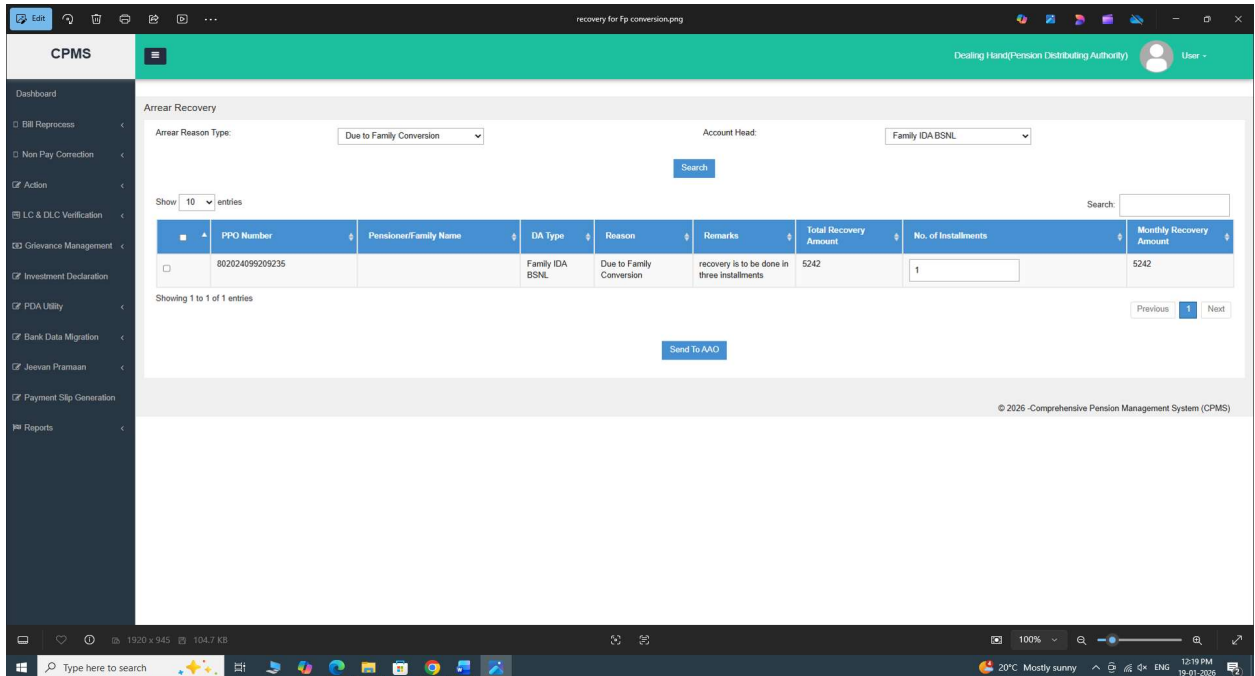 Edit
recovery for Fp conversion.png
CPMS
Dealing Hand(Pension Distributing Authority)
User
Dashboard
Bill Reprocess
Non Pay Correction
Action
LC & DLC Verification
Grievance Management
Investment Declaration
PDA Utility
Bank Data Migration
Jeevan Pramaan
Payment Slip Generation
Reports
Arrear Recovery
Arrear Reason Type: Due to Family Conversion Account Head: Family IDA BSNL
Search
Show 10 entries Search:
PPO Number Pensioner/Family Name DA Type Reason Remarks Total Recovery Amount No. of Installments Monthly Recovery Amount
802024099209235 Family IDA BSNL Due to Family Conversion recovery is to be done in three installments 5242 1 5242
Showing 1 to 1 of 1 entries
Previous 1 Next
Send To AAO
© 2026 -Comprehensive Pension Management System (CPMS)
1920 x 945 104.7 KB 100%
Type here to search 20°C Mostly sunny ENG 12:19 PM
19-01-2026